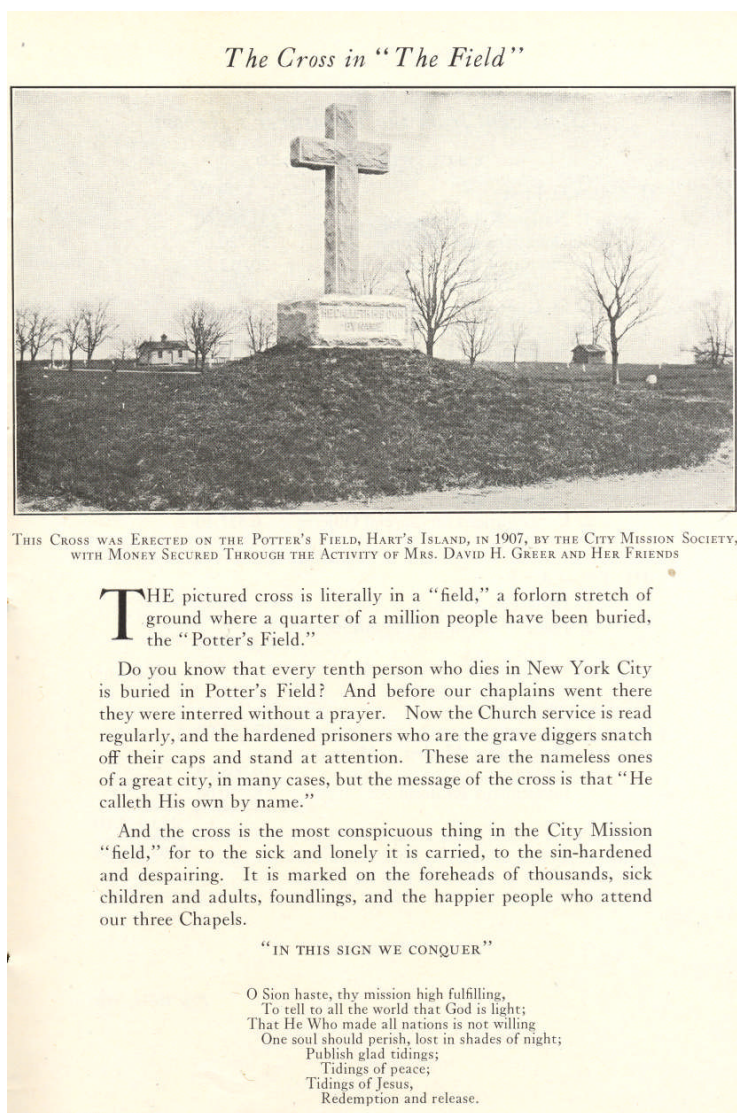 The Cross in "The Field"
HE CALLETH HIS OWN
BY NAME
THIS CROSS WAS ERECTED ON THE POTTER'S FIELD, HART'S ISLAND, IN 1907, BY THE CITY MISSION SOCIETY,
WITH MONEY SECURED THROUGH THE ACTIVITY OF MRS. DAVID H. GREER AND HER FRIENDS
THE pictured cross is literally in a "field," a forlorn stretch of
ground where a quarter of a million people have been buried,
the "Potter's Field."
Do you know that every tenth person who dies in New York City
is buried in Potter's Field? And before our chaplains went there
they were interred without a prayer. Now the Church service is read
regularly, and the hardened prisoners who are the grave diggers snatch
off their caps and stand at attention. These are the nameless ones
of a great city, in many cases, but the message of the cross is that "He
calleth His own by name."
And the cross is the most conspicuous thing in the City Mission
"field," for to the sick and lonely it is carried, to the sin-hardened
and despairing. It is marked on the foreheads of thousands, sick
children and adults, foundlings, and the happier people who attend
our three Chapels.
"IN THIS SIGN WE CONQUER"
O Sion haste, thy mission high fulfilling,
To tell to all the world that God is light;
That He Who made all nations is not willing
One soul should perish, lost in shades of night;
Publish glad tidings;
Tidings of peace;
Tidings of Jesus,
Redemption and release.